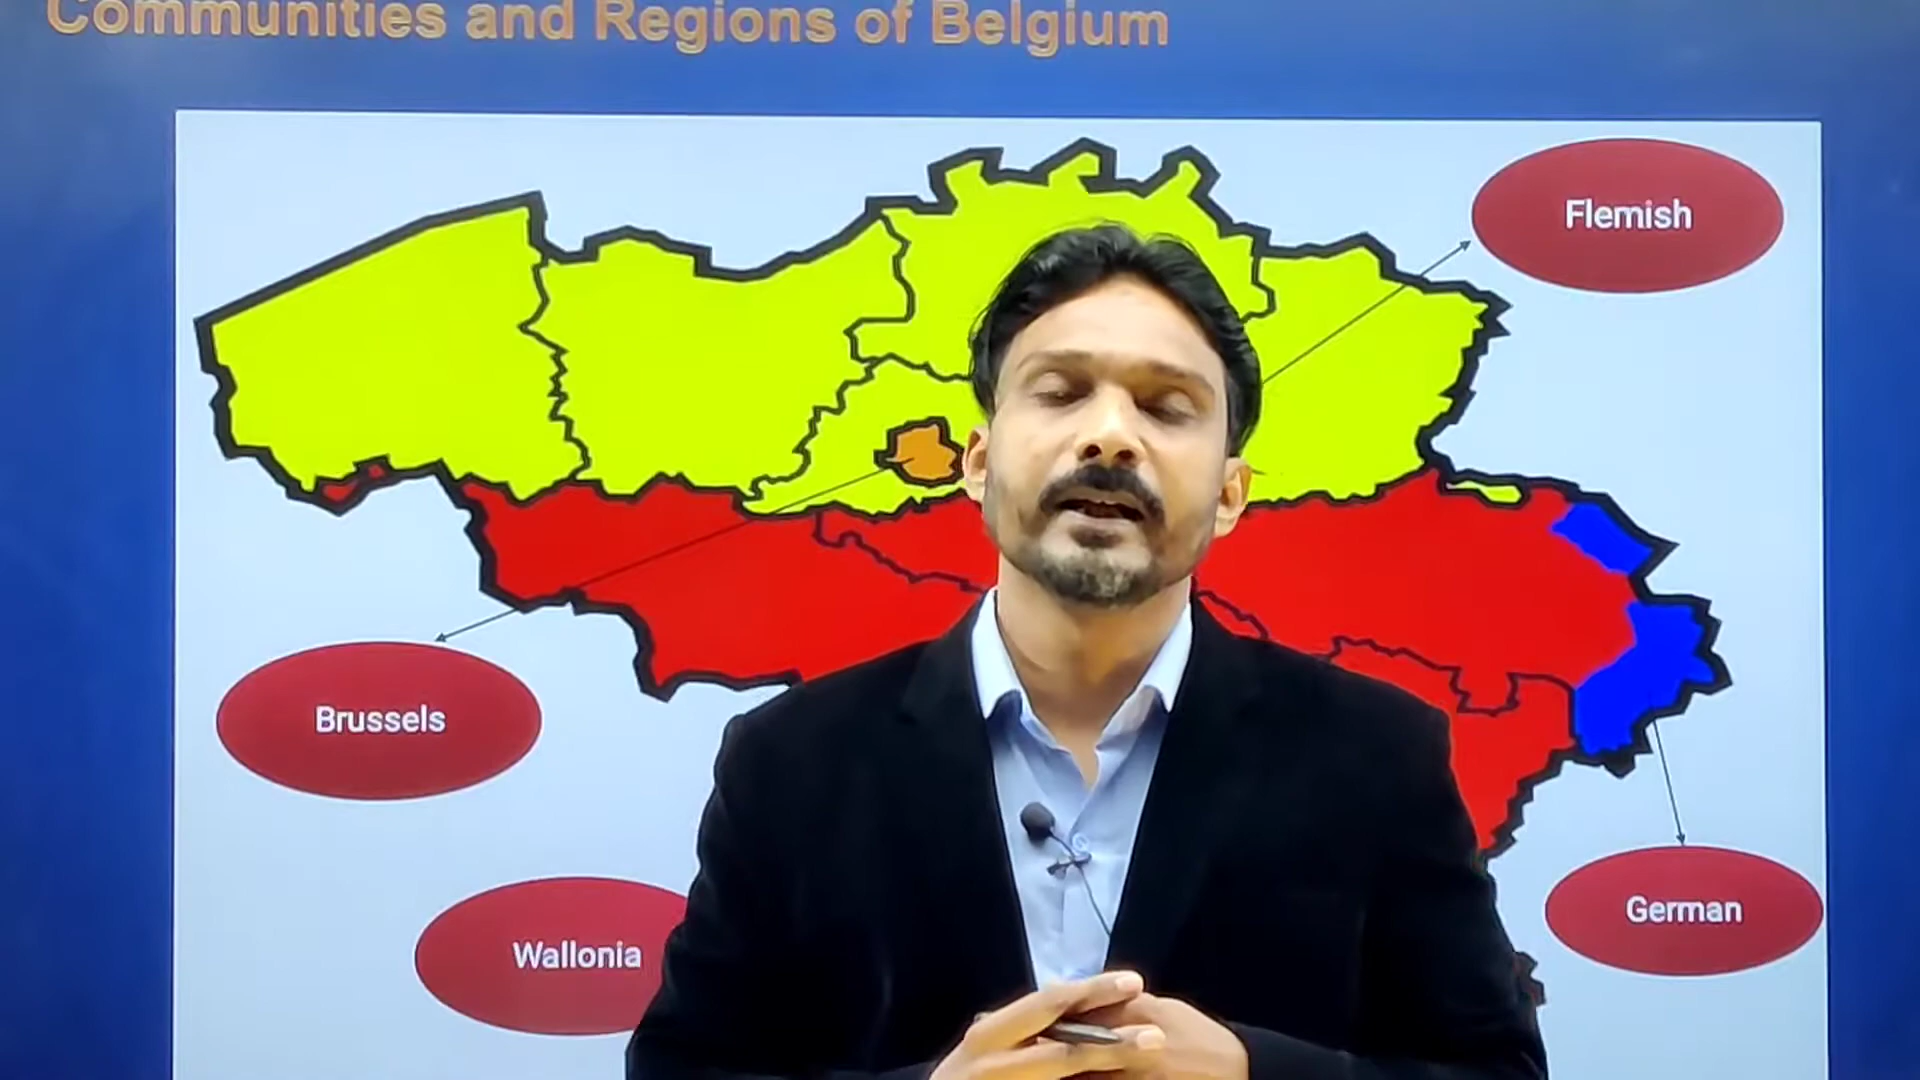 Communities and Regions of Belgium
Flemish
Brussels
German
Wallonia